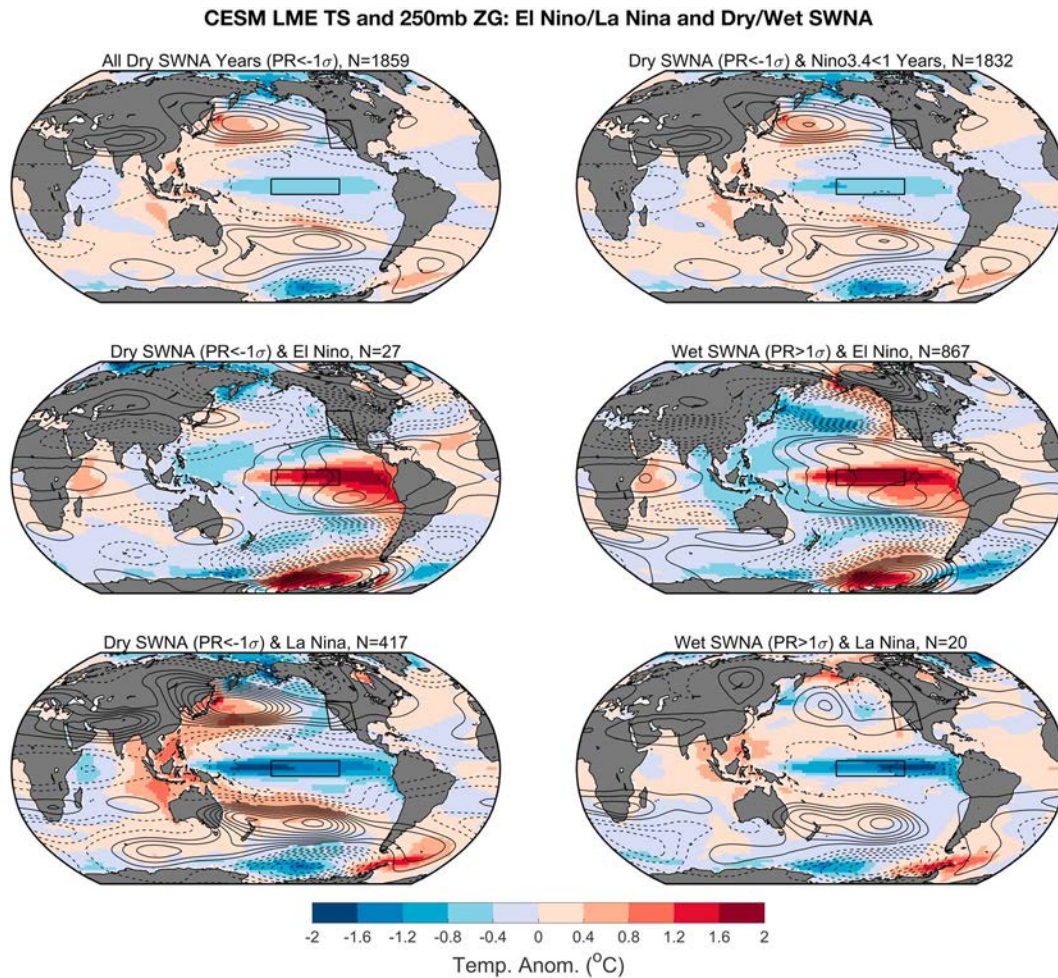 CESM LME TS and 250mb ZG: El Nino/La Nina and Dry/Wet SWNA
All Dry SWNA Years (PR<-1σ), N=1859
Dry SWNA (PR<-1σ) & Nino3.4<1 Years, N=1832
Dry SWNA (PR<-1σ) & El Nino, N=27
Wet SWNA (PR>1σ) & El Nino, N=867
Dry SWNA (PR<-1σ) & La Nina, N=417
Wet SWNA (PR>1σ) & La Nina, N=20
-2 -1.6 -1.2 -0.8 -0.4 0 0.4 0.8 1.2 1.6 2
Temp. Anom. (°C)